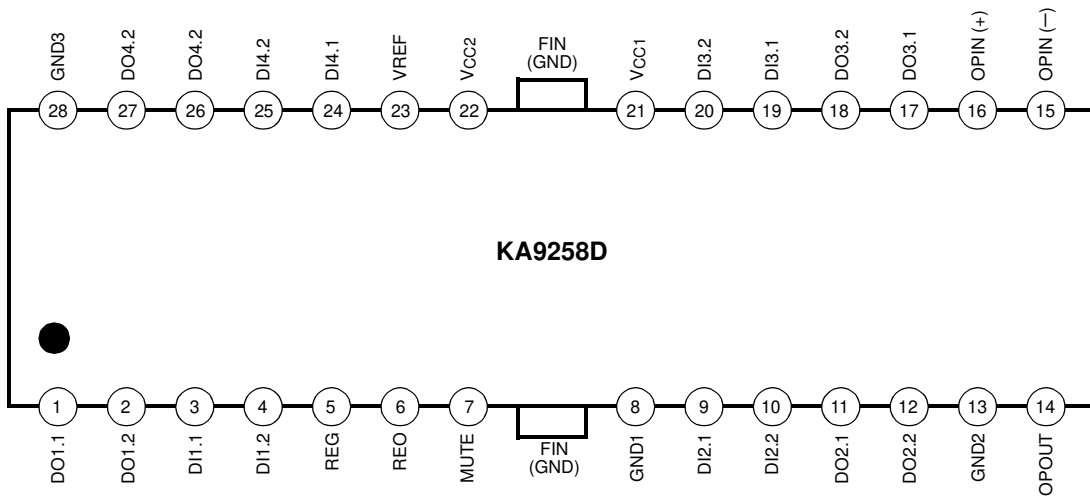 GND3
DO4.2
DO4.2
DI4.2
DI4.1
VREF
VCC2
FIN
(GND)
VCC1
DI3.2
DI3.1
DO3.2
DO3.1
OPIN (+)
OPIN (–)
28
27
26
25
24
23
22
21
20
19
18
17
16
15
KA9258D
1
2
3
4
5
6
7
8
9
10
11
12
13
14
DO1.1
DO1.2
DI1.1
DI1.2
REG
REO
MUTE
FIN
(GND)
GND1
DI2.1
DI2.2
DO2.1
DO2.2
GND2
OPOUT